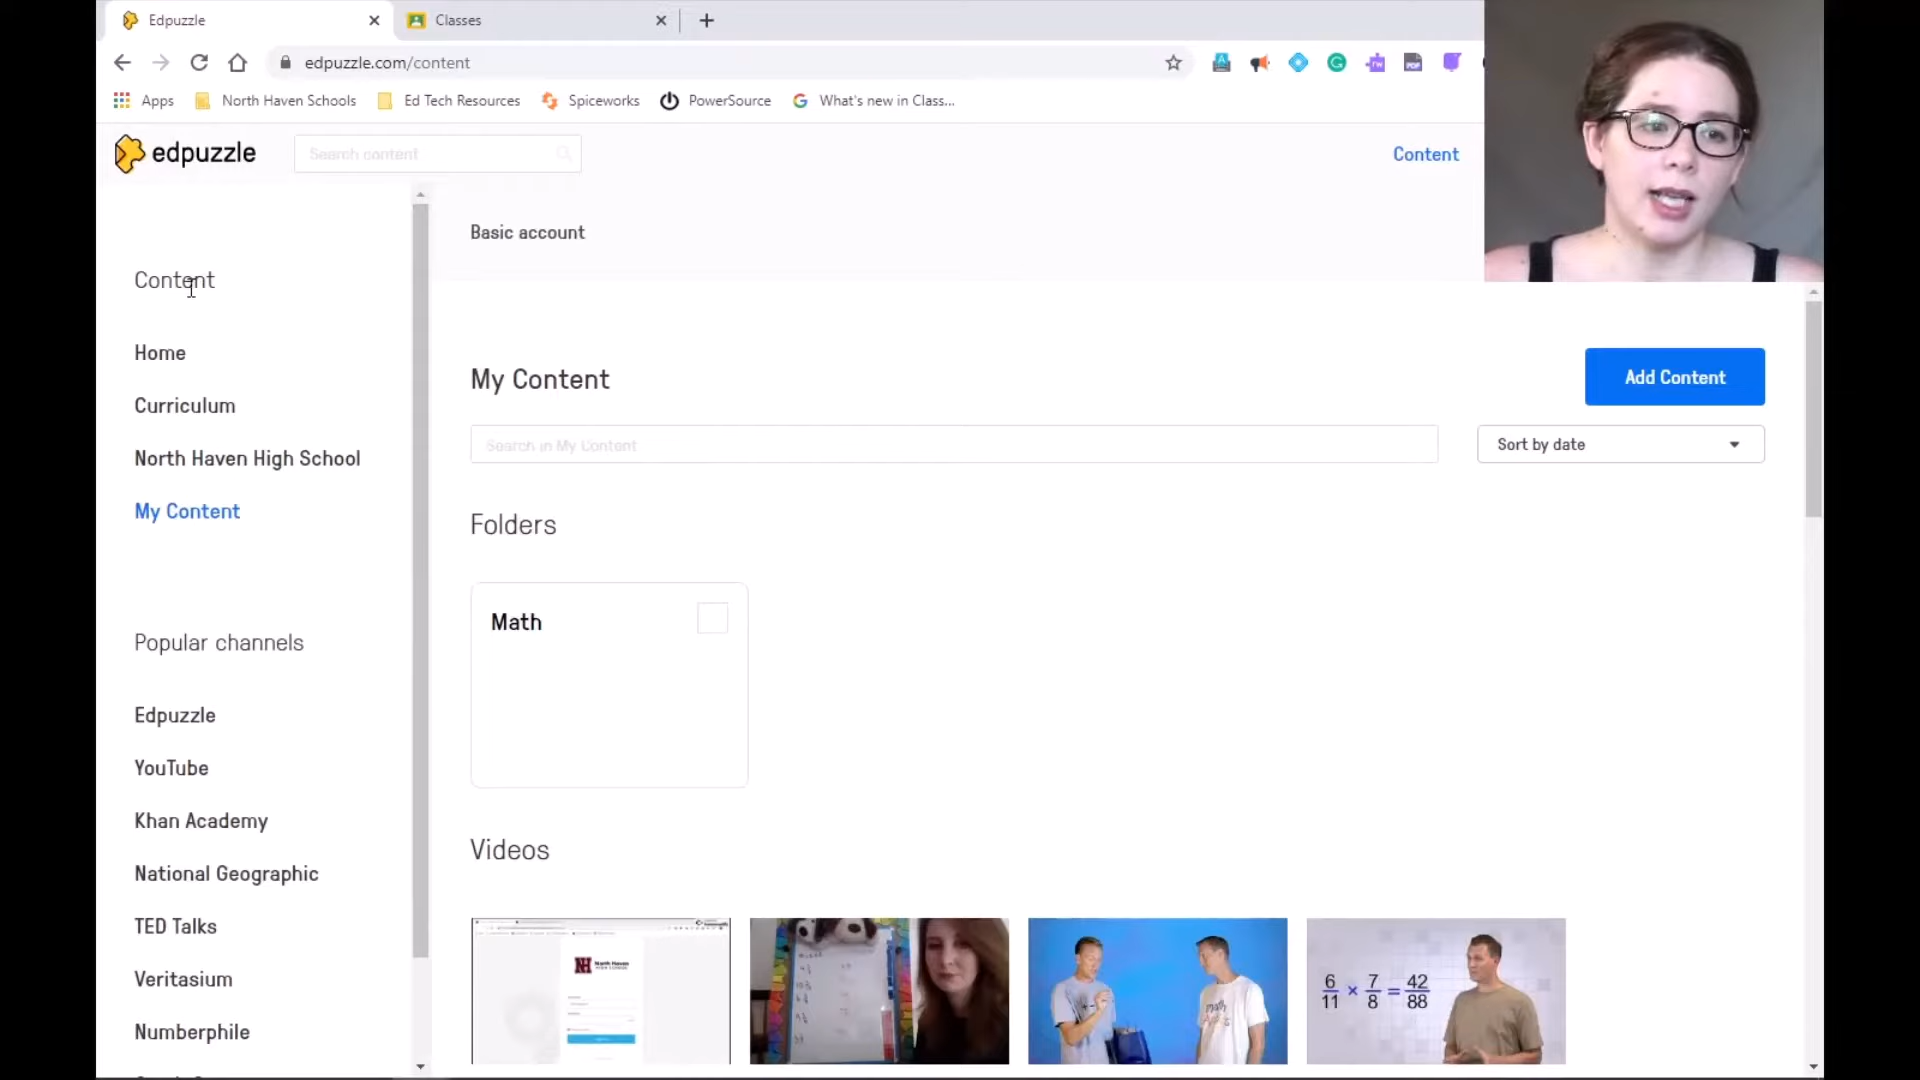 Edpuzzle
Classes
edpuzzle.com/content
Apps
North Haven Schools
Ed Tech Resources
Spiceworks
PowerSource
What's new in Class...
edpuzzle
Search content
Content
Basic account
Content
Home
Curriculum
North Haven High School
My Content
Popular channels
Edpuzzle
YouTube
Khan Academy
National Geographic
TED Talks
Veritasium
Numberphile
My Content
Add Content
Search in My Content
Sort by date
Folders
Math
Videos
North Haven
6/11 × 7/8 = 42/88